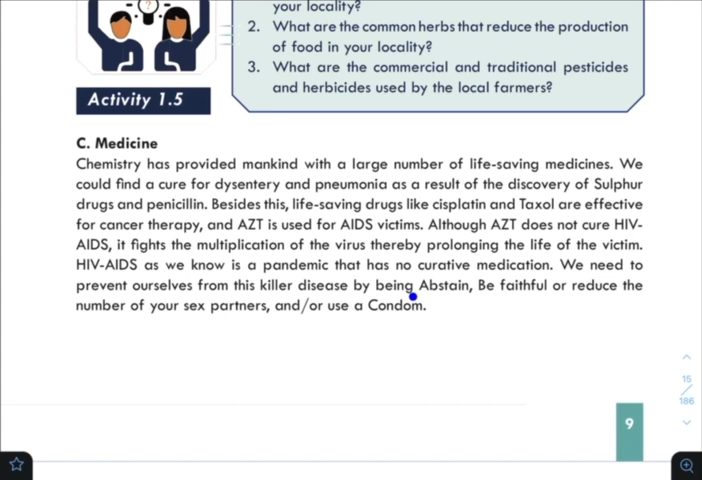 your locality?
2. What are the common herbs that reduce the production
of food in your locality?
3. What are the commercial and traditional pesticides
and herbicides used by the local farmers?
Activity 1.5
C. Medicine
Chemistry has provided mankind with a large number of life-saving medicines. We
could find a cure for dysentery and pneumonia as a result of the discovery of Sulphur
drugs and penicillin. Besides this, life-saving drugs like cisplatin and Taxol are effective
for cancer therapy, and AZT is used for AIDS victims. Although AZT does not cure HIV-
AIDS, it fights the multiplication of the virus thereby prolonging the life of the victim.
HIV-AIDS as we know is a pandemic that has no curative medication. We need to
prevent ourselves from this killer disease by being Abstain, Be faithful or reduce the
number of your sex partners, and/or use a Condom.
15
/
186
9